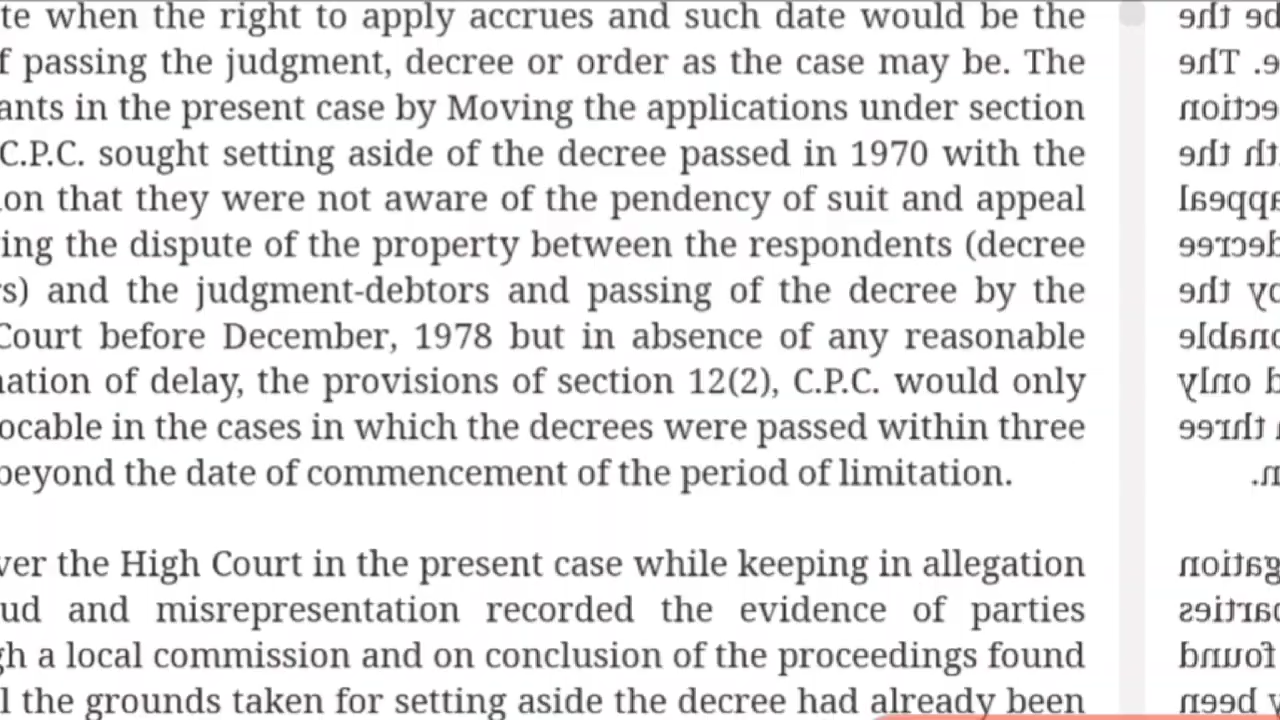 te when the right to apply accrues and such date would be the
f passing the judgment, decree or order as the case may be. The
ants in the present case by Moving the applications under section
C.P.C. sought setting aside of the decree passed in 1970 with the
on that they were not aware of the pendency of suit and appeal
ing the dispute of the property between the respondents (decree
s) and the judgment-debtors and passing of the decree by the
Court before December, 1978 but in absence of any reasonable
nation of delay, the provisions of section 12(2), C.P.C. would only
ocable in the cases in which the decrees were passed within three
beyond the date of commencement of the period of limitation.
ver the High Court in the present case while keeping in allegation
ud and misrepresentation recorded the evidence of parties
gh a local commission and on conclusion of the proceedings found
l the grounds taken for setting aside the decree had already been